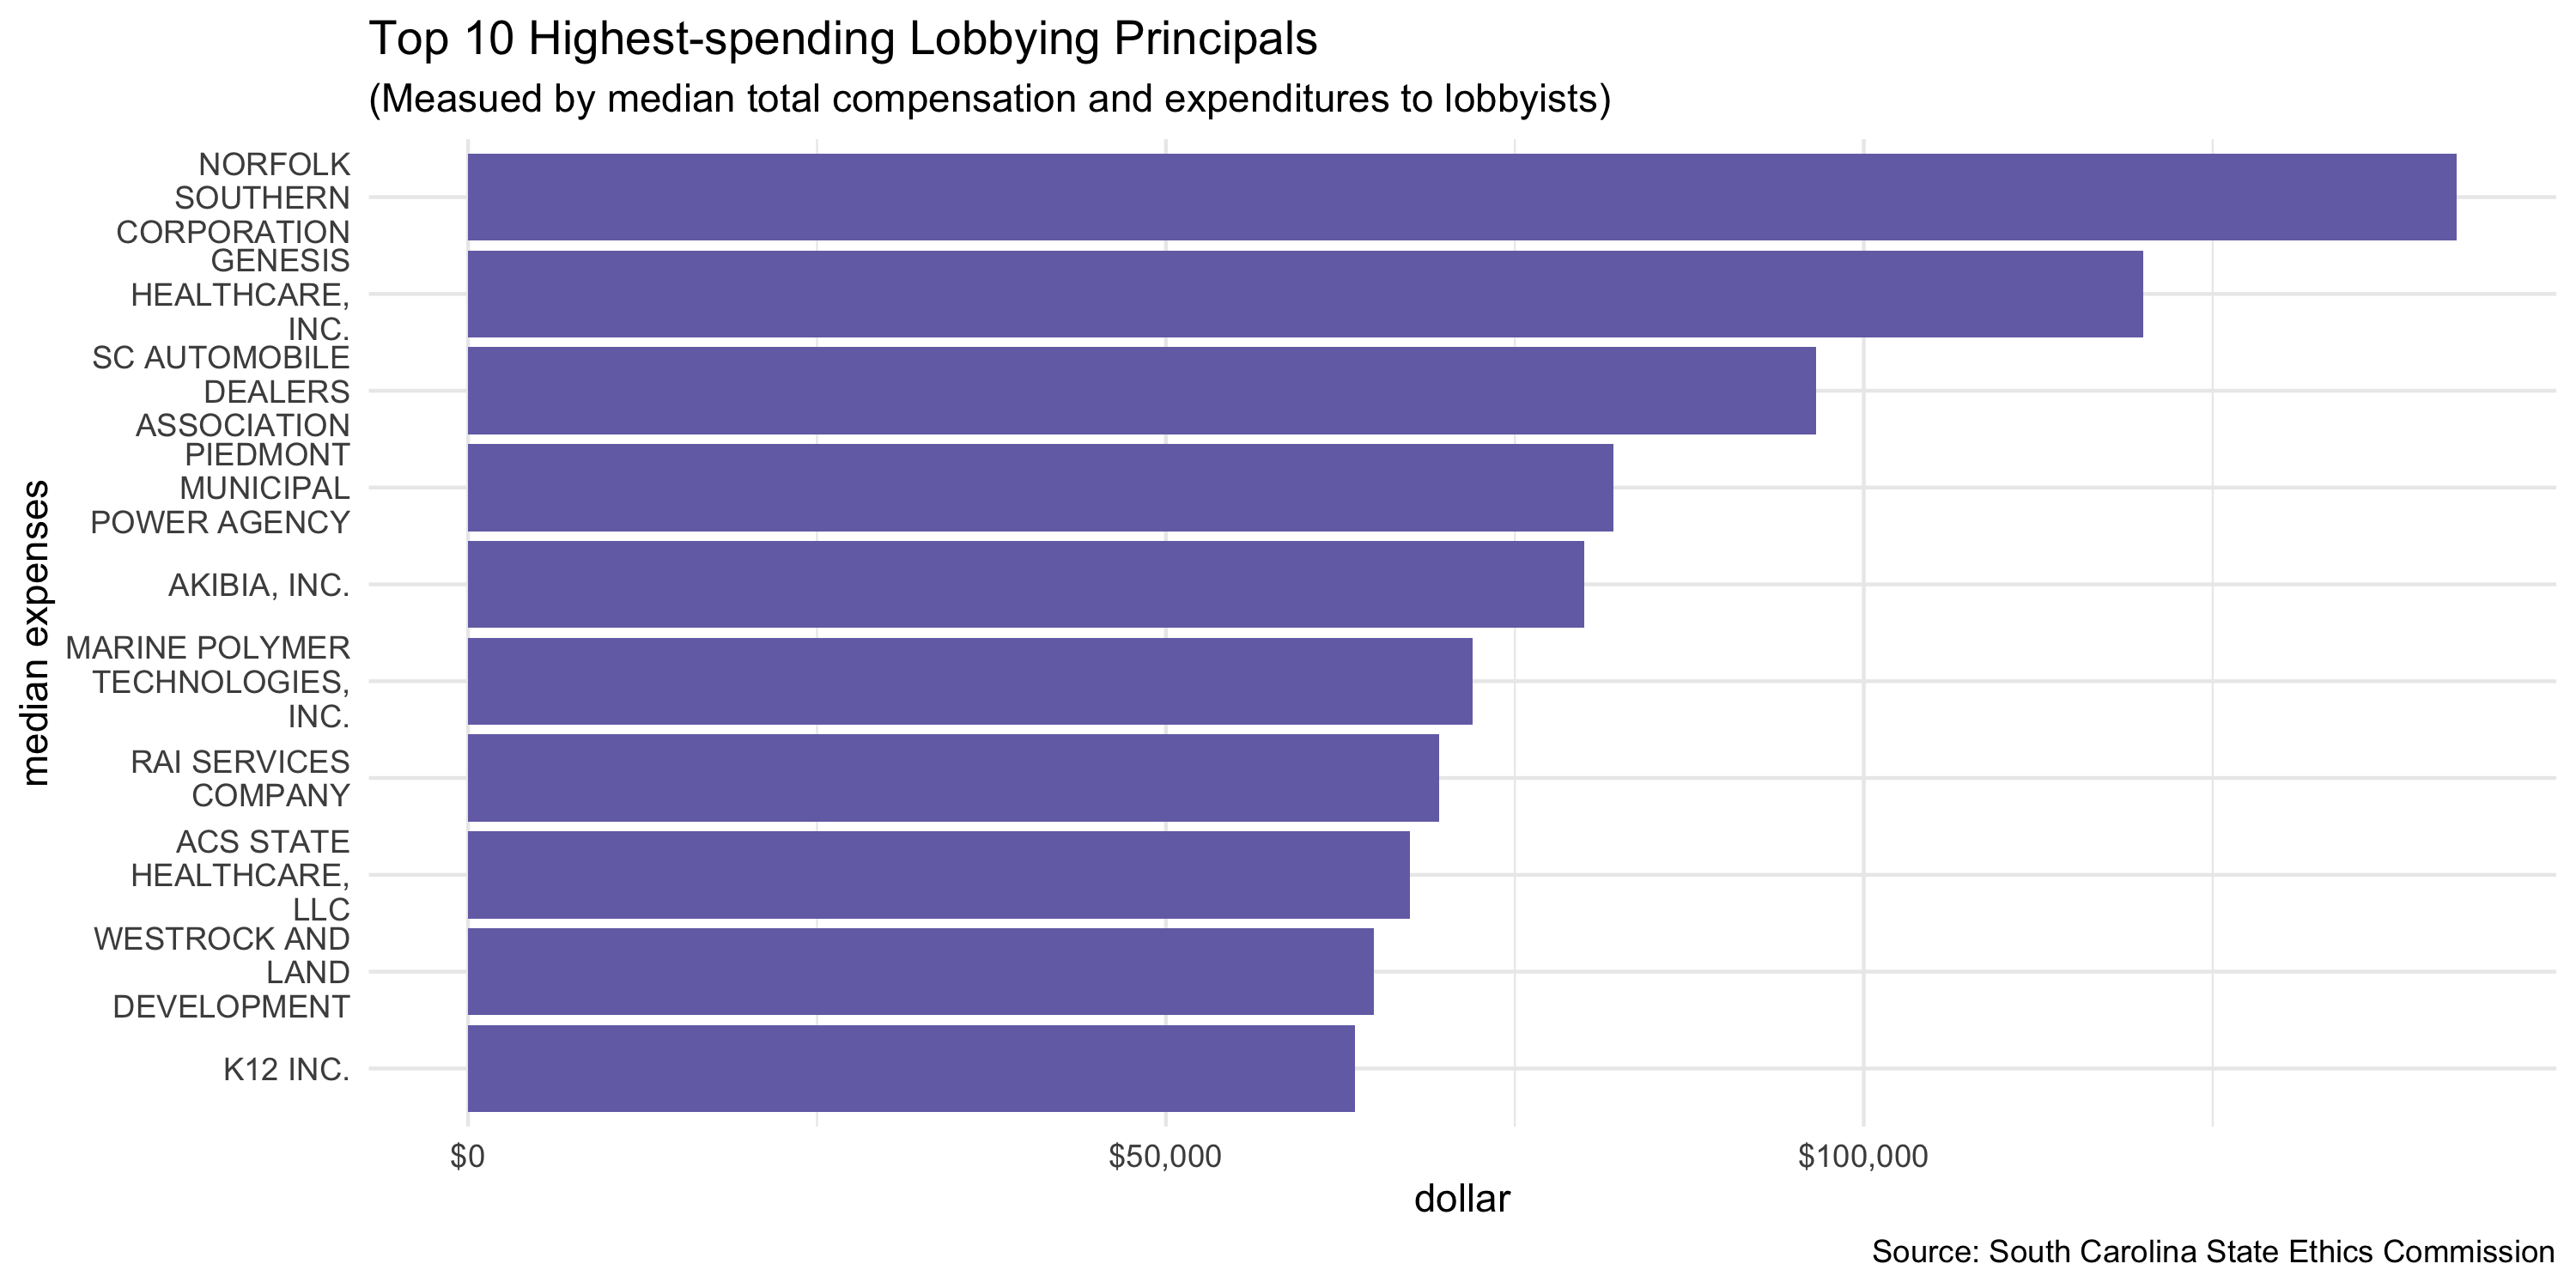 Top 10 Highest-spending Lobbying Principals
(Measued by median total compensation and expenditures to lobbyists)
median expenses
NORFOLK
SOUTHERN
CORPORATION
GENESIS
HEALTHCARE,
INC.
SC AUTOMOBILE
DEALERS
ASSOCIATION
PIEDMONT
MUNICIPAL
POWER AGENCY
AKIBIA, INC.
MARINE POLYMER
TECHNOLOGIES,
INC.
RAI SERVICES
COMPANY
ACS STATE
HEALTHCARE,
LLC
WESTROCK AND
LAND
DEVELOPMENT
K12 INC.
$0
$50,000
$100,000
dollar
Source: South Carolina State Ethics Commission